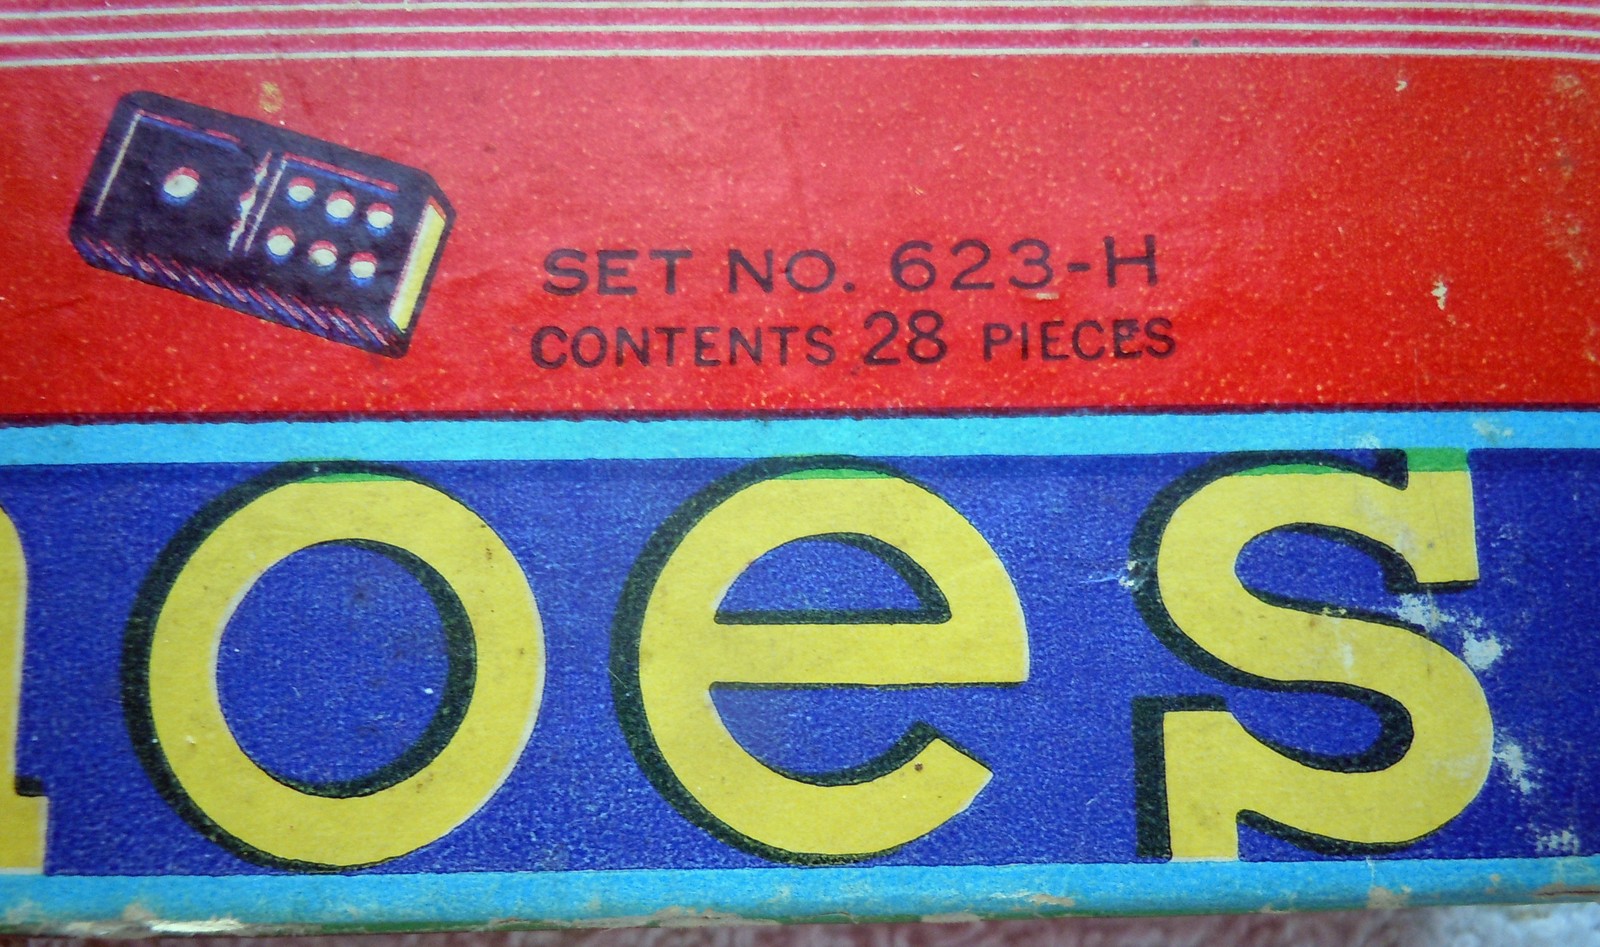 SET NO. 623-H
CONTENTS 28 PIECES
oes